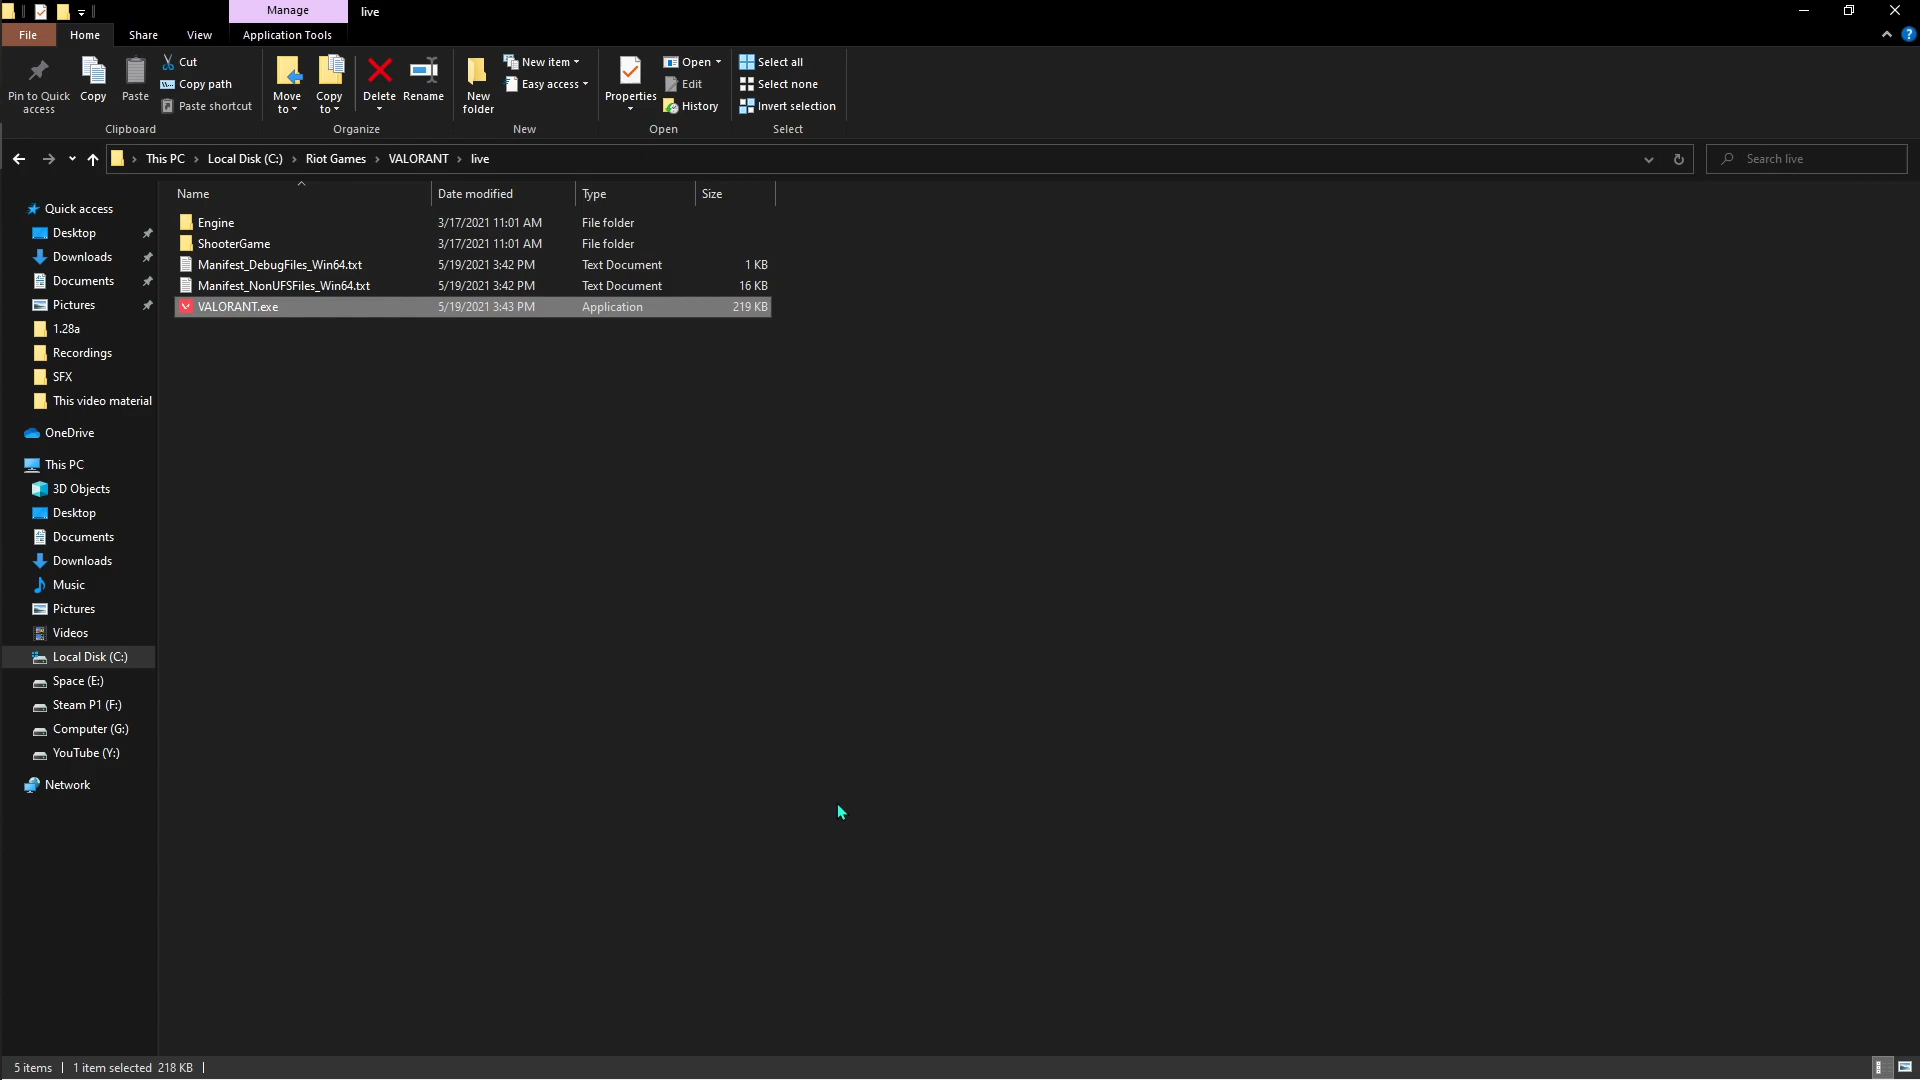 Manage
live
File
Home
Share
View
Application Tools
Pin to Quick access
Copy
Paste
Cut
Copy path
Paste shortcut
Clipboard
Move to
Copy to
Delete
Rename
Organize
New folder
New item
Easy access
New
Properties
Open
Edit
History
Open
Select all
Select none
Invert selection
Select
This PC > Local Disk (C:) > Riot Games > VALORANT > live
Search live
Name Date modified Type Size
Engine 3/17/2021 11:01 AM File folder
ShooterGame 3/17/2021 11:01 AM File folder
Manifest_DebugFiles_Win64.txt 5/19/2021 3:42 PM Text Document 1 KB
Manifest_NonUFSFiles_Win64.txt 5/19/2021 3:42 PM Text Document 16 KB
VALORANT.exe 5/19/2021 3:43 PM Application 219 KB
Quick access
Desktop
Downloads
Documents
Pictures
1.28a
Recordings
SFX
This video material
OneDrive
This PC
3D Objects
Desktop
Documents
Downloads
Music
Pictures
Videos
Local Disk (C:)
Space (E:)
Steam P1 (F:)
Computer (G:)
YouTube (Y:)
Network
5 items | 1 item selected 218 KB |